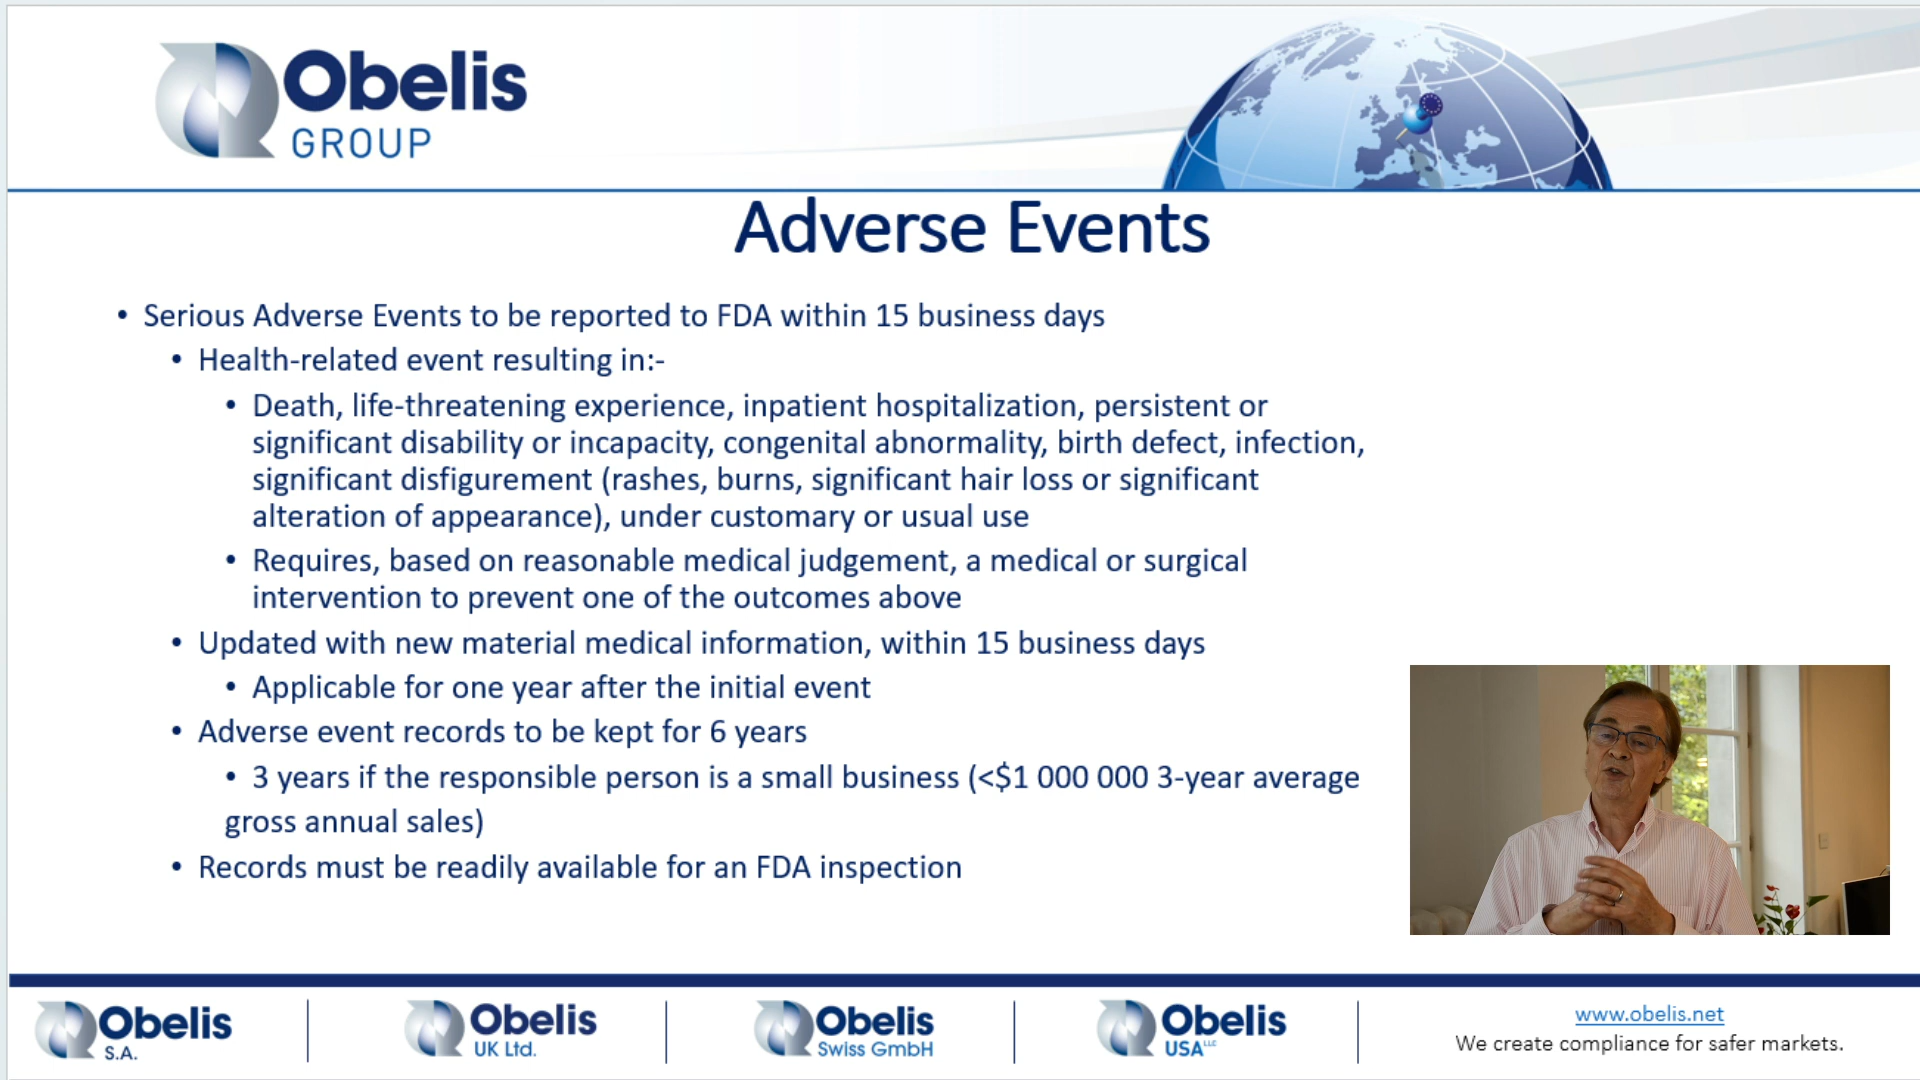 Obelis
GROUP
Adverse Events
• Serious Adverse Events to be reported to FDA within 15 business days
• Health-related event resulting in:-
• Death, life-threatening experience, inpatient hospitalization, persistent or
significant disability or incapacity, congenital abnormality, birth defect, infection,
significant disfigurement (rashes, burns, significant hair loss or significant
alteration of appearance), under customary or usual use
• Requires, based on reasonable medical judgement, a medical or surgical
intervention to prevent one of the outcomes above
• Updated with new material medical information, within 15 business days
• Applicable for one year after the initial event
• Adverse event records to be kept for 6 years
• 3 years if the responsible person is a small business (<$1 000 000 3-year average
gross annual sales)
• Records must be readily available for an FDA inspection
Obelis
S.A.
Obelis
UK Ltd.
Obelis
Swiss GmbH
Obelis
USA LLC
www.obelis.net
We create compliance for safer markets.